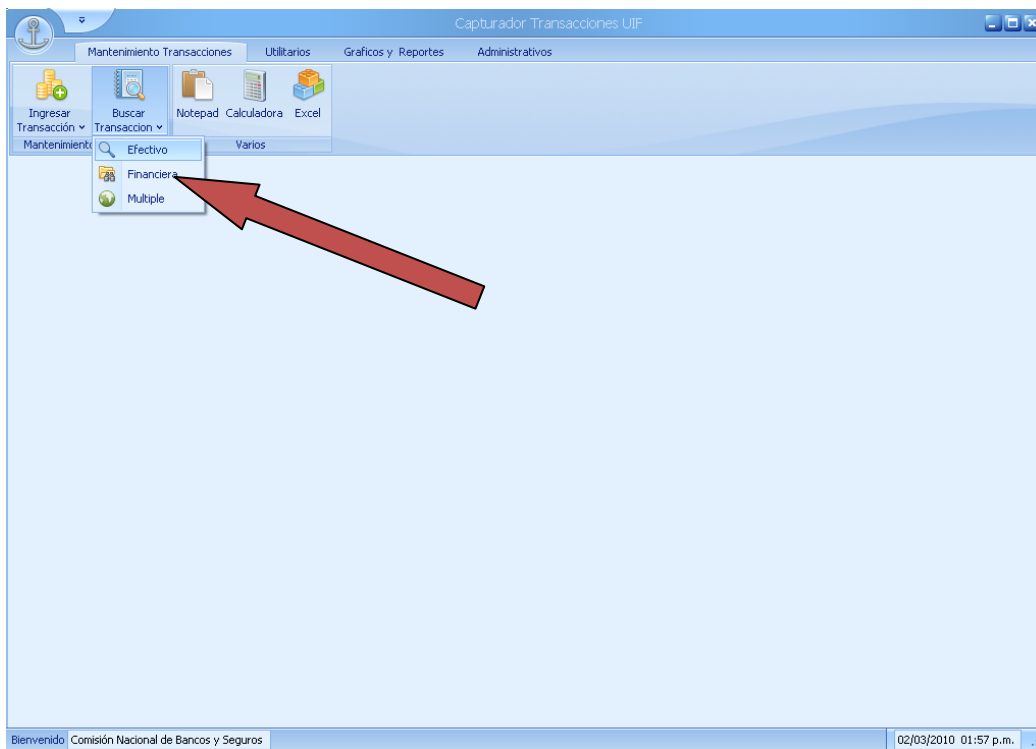 Capturador Transacciones UIF
Mantenimiento Transacciones Utilitarios Graficos y Reportes Administrativos
Ingresar Transacción
Buscar Transaccion
Notepad Calculadora Excel
Varios
Efectivo
Financiera
Multiple
Bienvenido Comisión Nacional de Bancos y Seguros 02/03/2010 01:57 p.m.